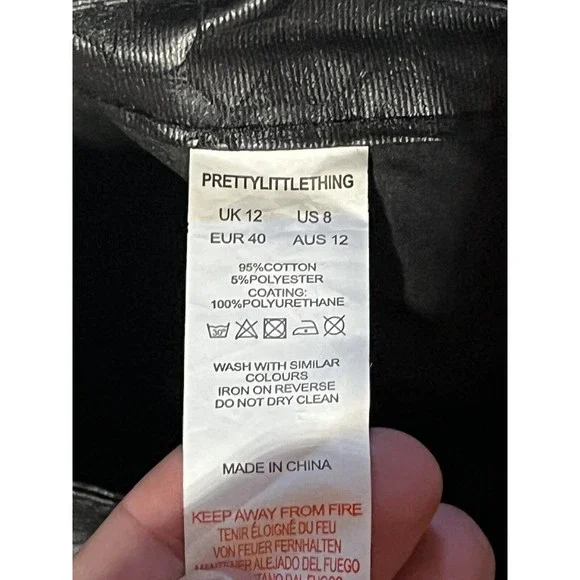 PRETTYLITTLETHING
UK 12 US 8
EUR 40 AUS 12
95%COTTON
5%POLYESTER
COATING:
100%POLYURETHANE
30°
WASH WITH SIMILAR
COLOURS
IRON ON REVERSE
DO NOT DRY CLEAN
MADE IN CHINA
KEEP AWAY FROM FIRE
TENIR ÉLOIGNÉ DU FEU
VON FEUER FERNHALTEN
MANTENER ALEJADO DEL FUEGO
DAL FUOCO